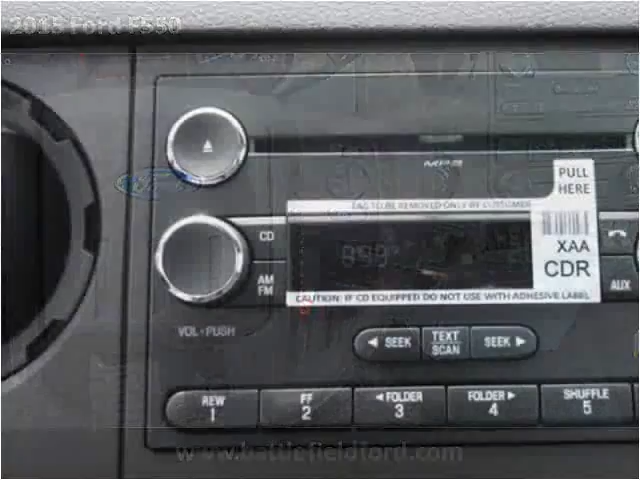 2015 Ford F550
MP3
PULL
HERE
TAG TO BE REMOVED ONLY BY CUSTOMER
CD
XAA
AM
FM
CDR
AUX
CAUTION: IF CD EQUIPPED DO NOT USE WITH ADHESIVE LABEL
VOL • PUSH
◄ SEEK
TEXT
SCAN
SEEK ►
REW
1
FF
2
◄ FOLDER
3
FOLDER ►
4
SHUFFLE
5
www.battlefieldford.com